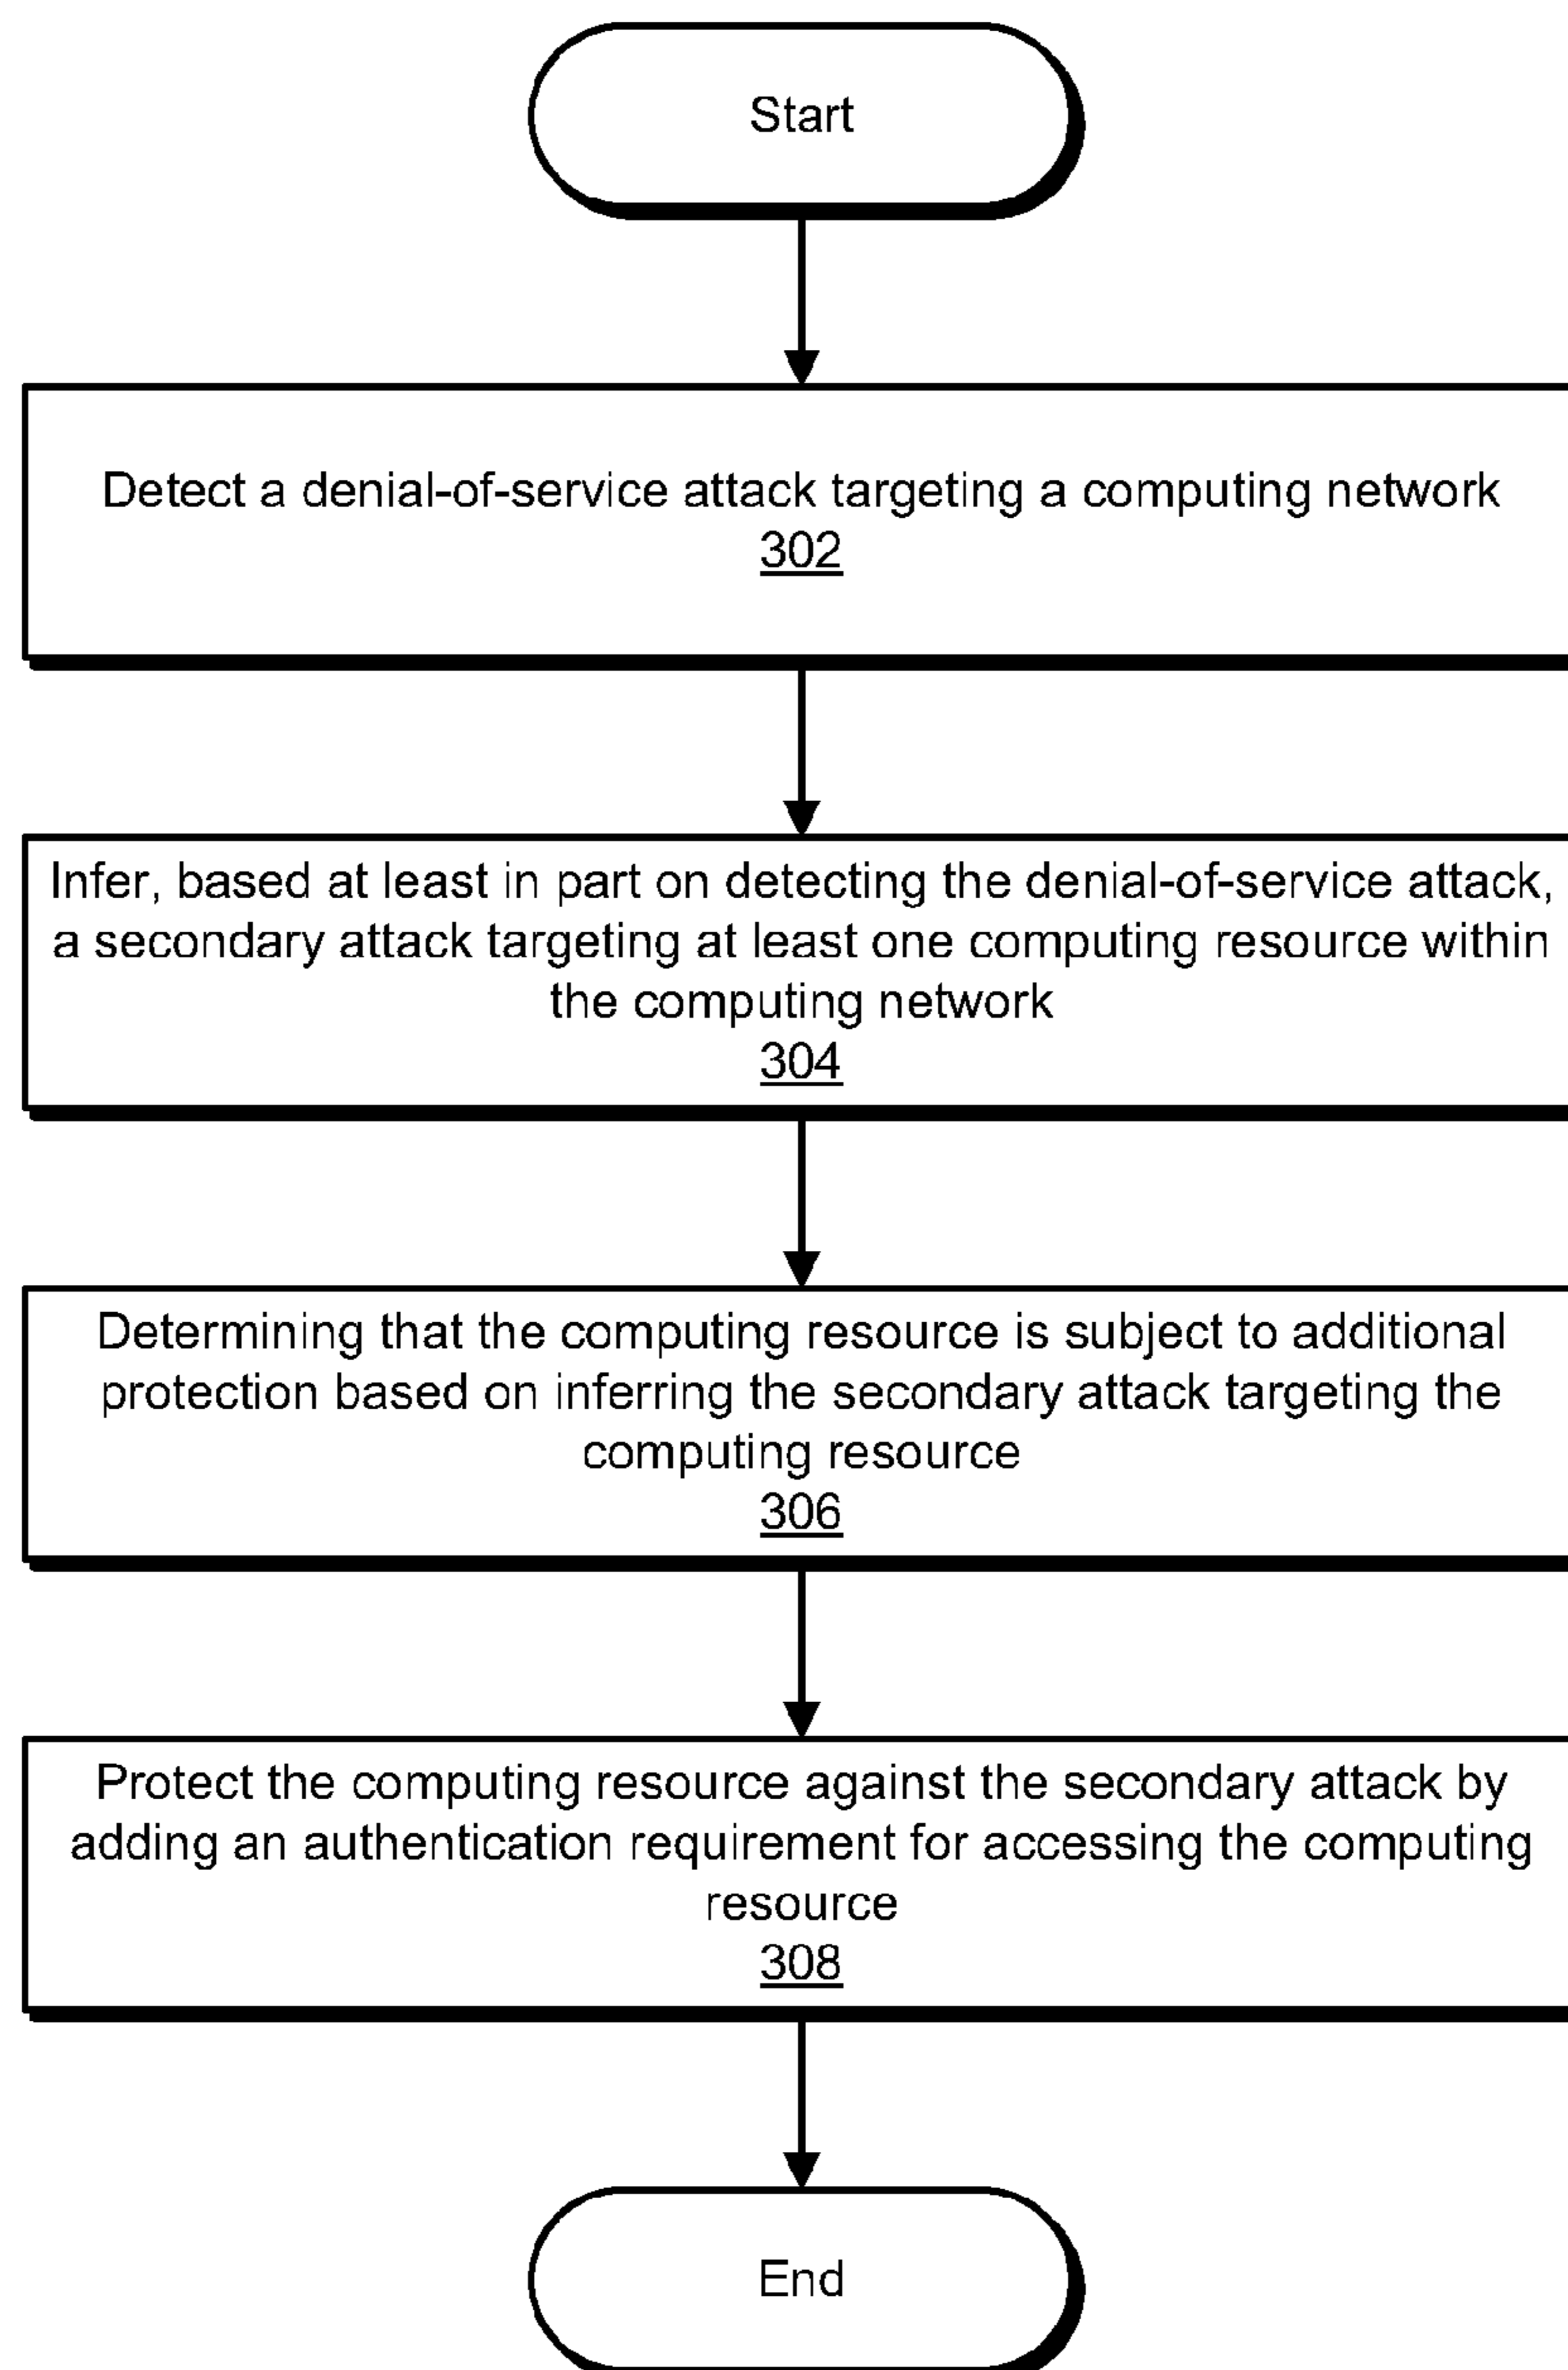 Start
Detect a denial-of-service attack targeting a computing network
302
Infer, based at least in part on detecting the denial-of-service attack,
a secondary attack targeting at least one computing resource within
the computing network
304
Determining that the computing resource is subject to additional
protection based on inferring the secondary attack targeting the
computing resource
306
Protect the computing resource against the secondary attack by
adding an authentication requirement for accessing the computing
resource
308
End